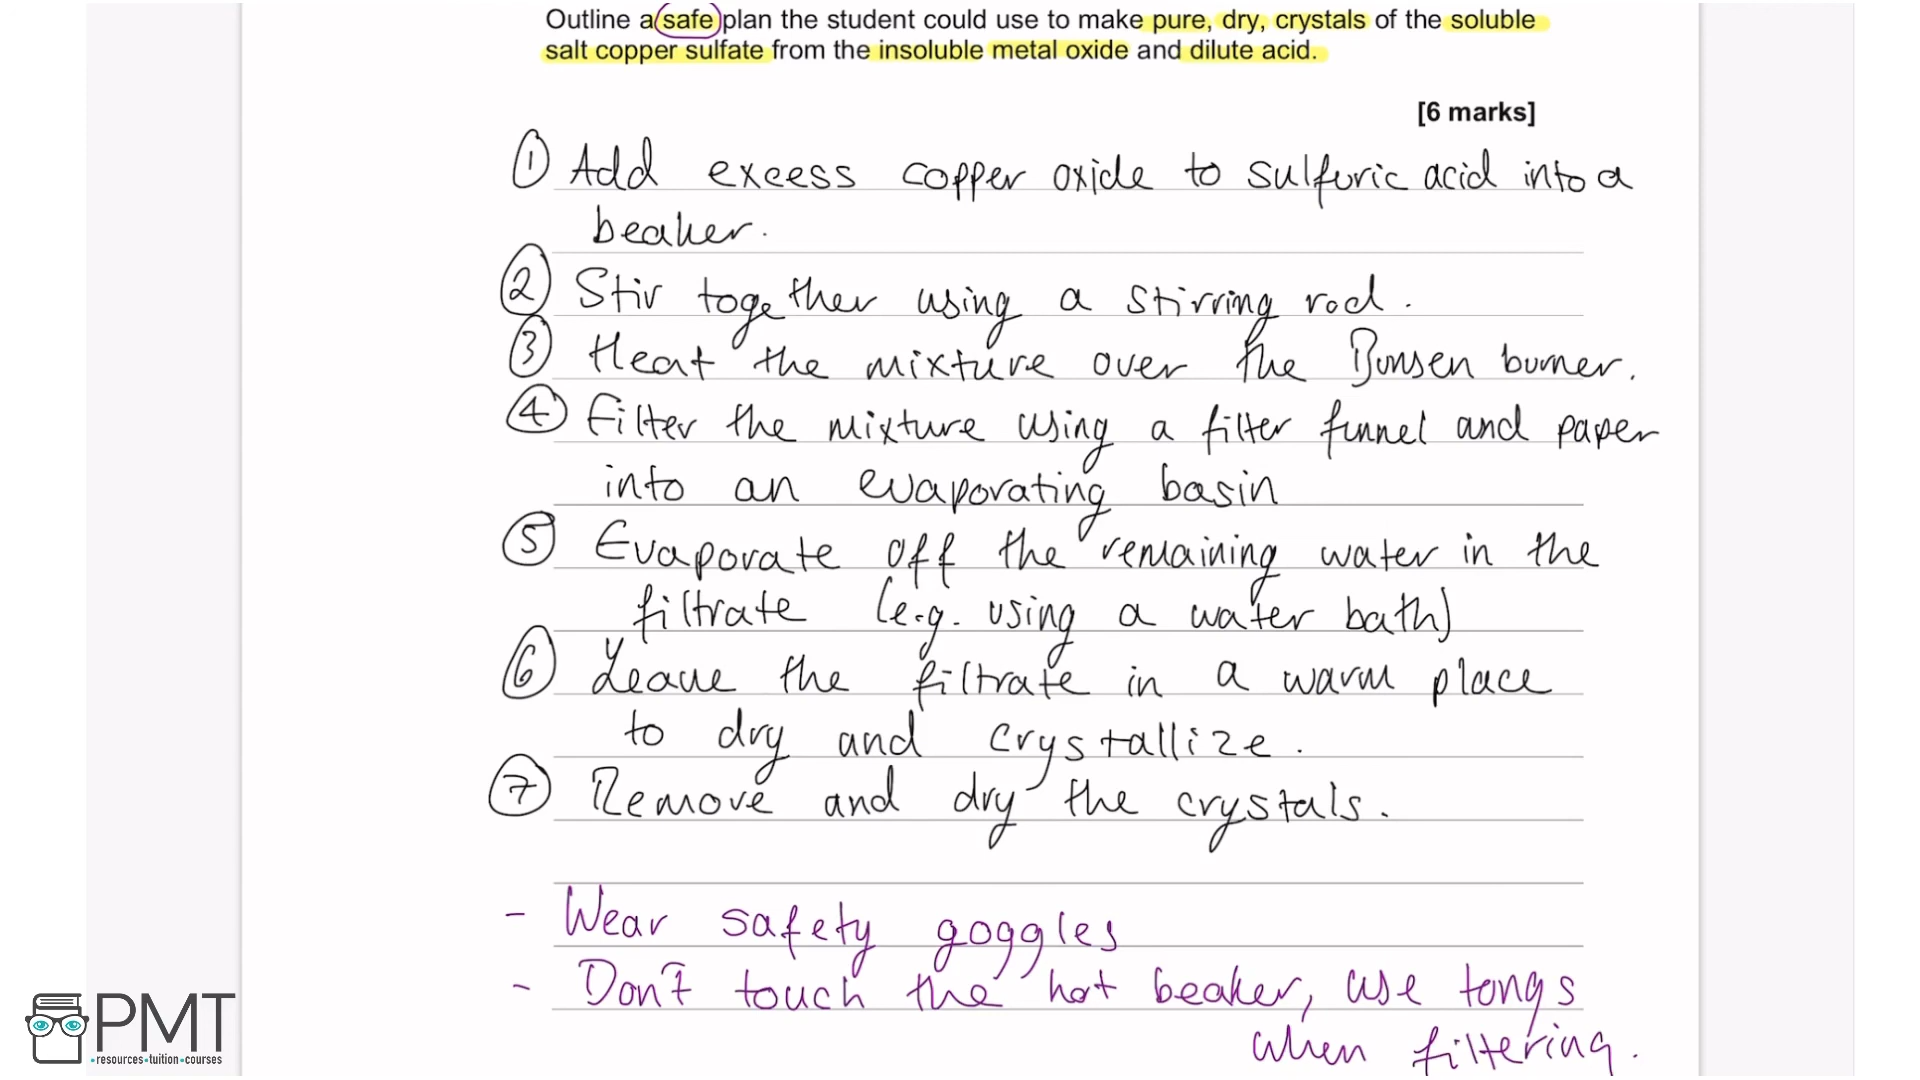 Outline a safe plan the student could use to make pure, dry, crystals of the soluble
salt copper sulfate from the insoluble metal oxide and dilute acid.
[6 marks]
① Add excess copper oxide to sulfuric acid into a
beaker.
② Stir together using a stirring rod.
③ Heat the mixture over the Bunsen burner.
④ Filter the mixture using a filter funnel and paper
into an evaporating basin
⑤ Evaporate off the remaining water in the
filtrate (e.g. using a water bath)
⑥ Leave the filtrate in a warm place
to dry and crystallize.
⑦ Remove and dry the crystals.
- Wear safety goggles
- Don't touch the hot beaker, use tongs
when filtering.
PMT
•resources•tuition•courses